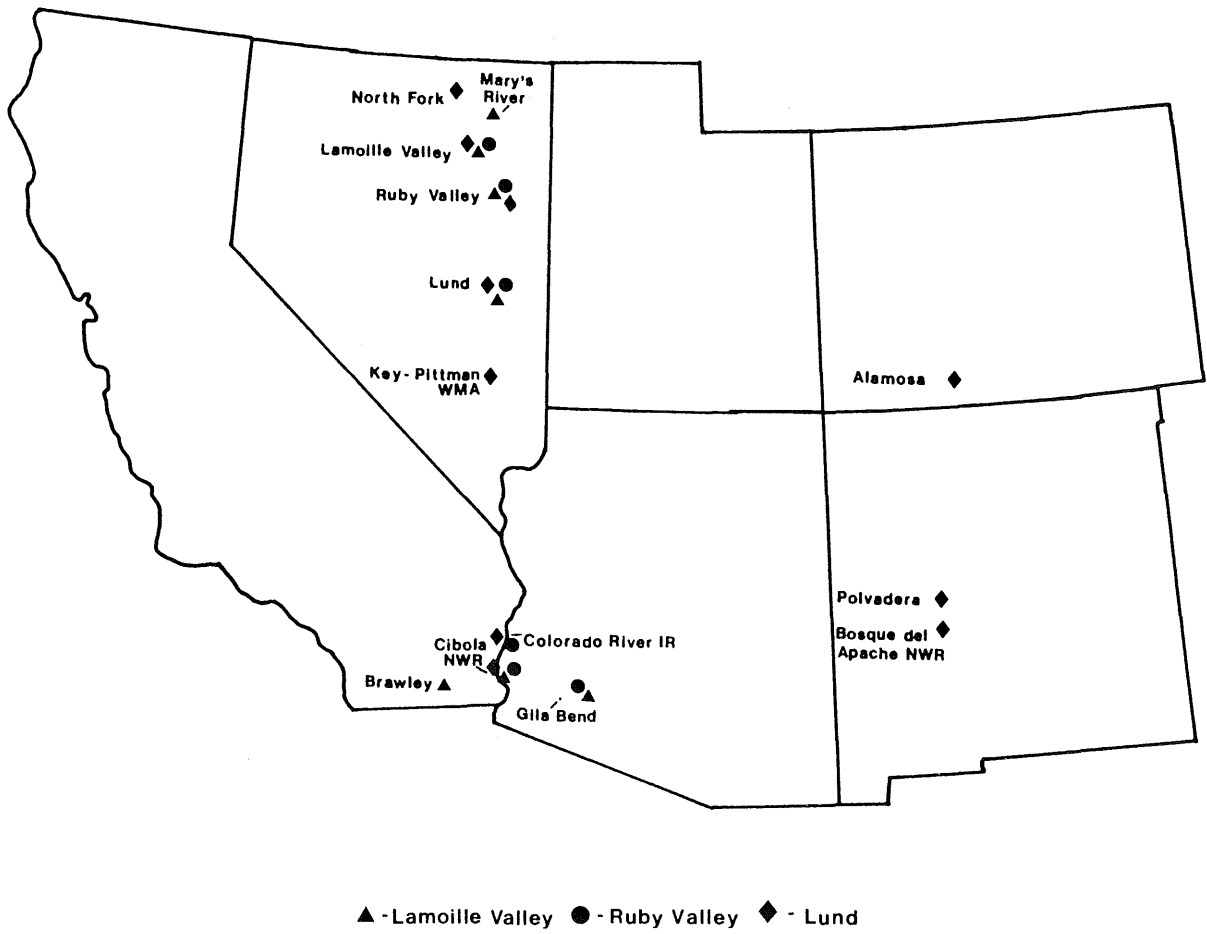 Mary's
River
North Fork
Lamoille Valley
Ruby Valley
Lund
Key-Pittman
WMA
Alamosa
Polvadera
Bosque del
Apache NWR
Colorado River IR
Cibola
NWR
Brawley
Gila Bend
- Lamoille Valley - Ruby Valley - Lund